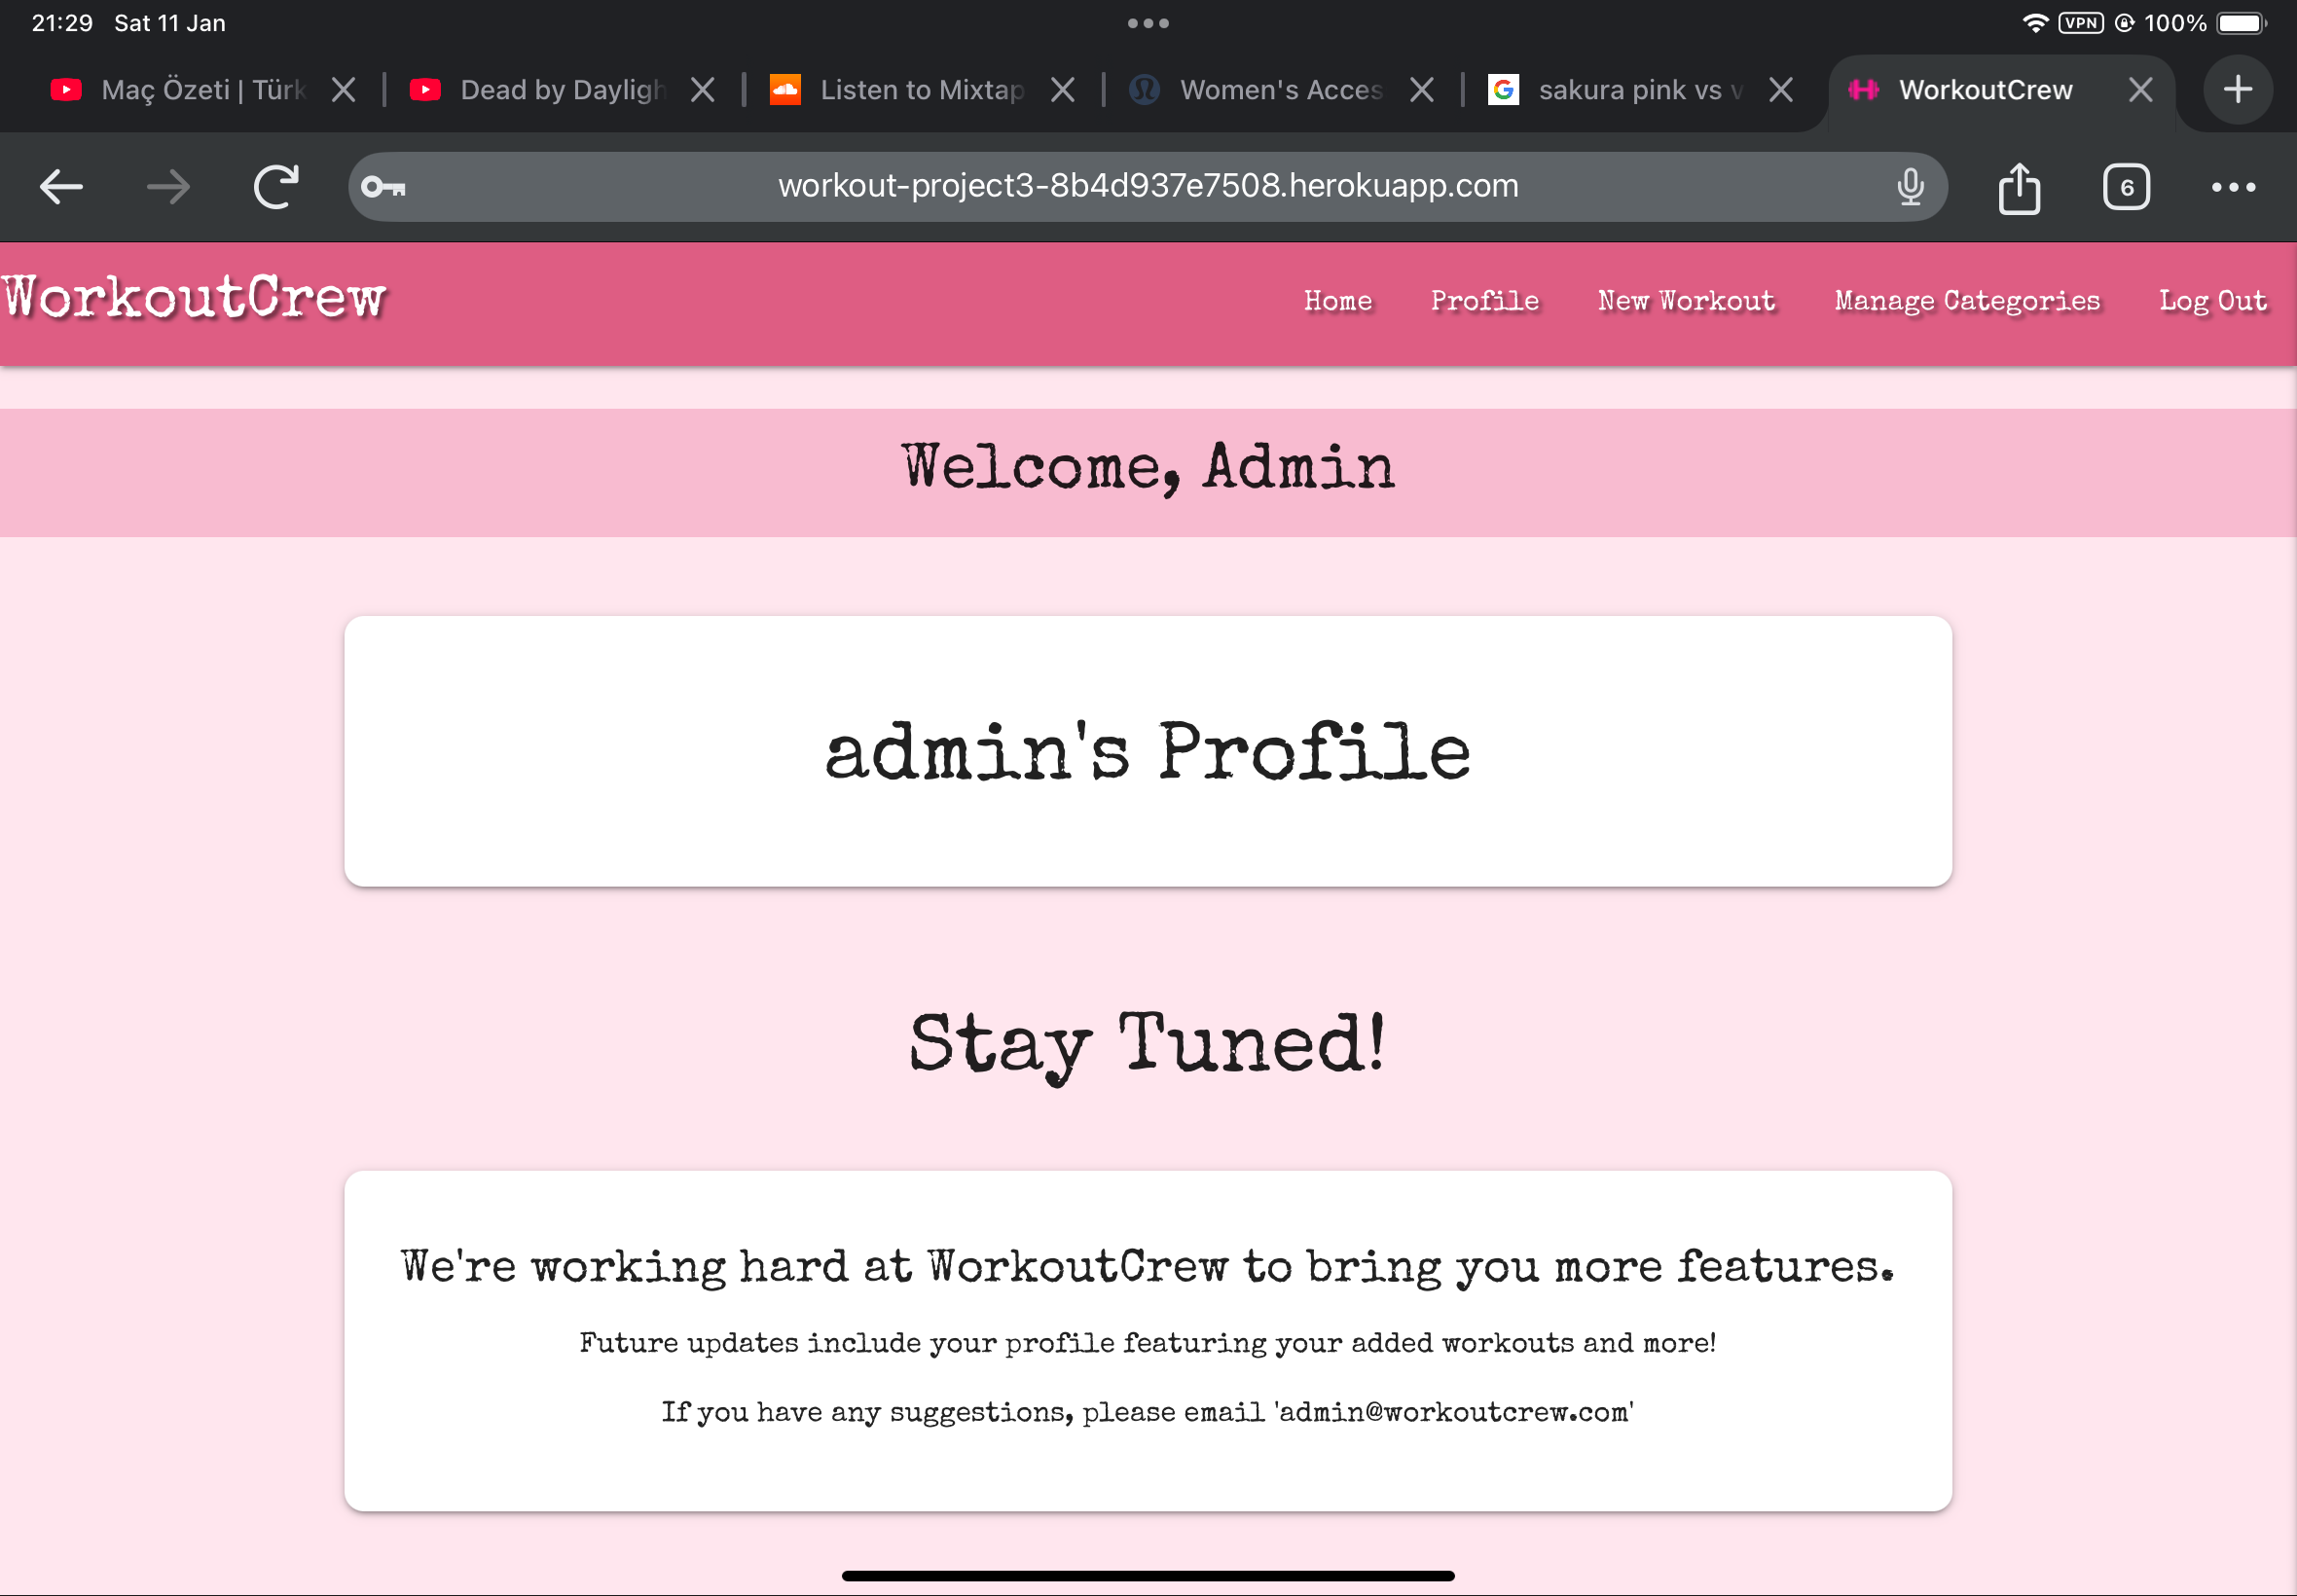 21:29 Sat 11 Jan
VPN 100%
Maç Özeti | Türk
Dead by Dayligh
Listen to Mixtap
Women's Acces
sakura pink vs v
WorkoutCrew
workout-project3-8b4d937e7508.herokuapp.com
6
WorkoutCrew
Home Profile New Workout Manage Categories Log Out
Welcome, Admin
admin's Profile
Stay Tuned!
We're working hard at WorkoutCrew to bring you more features.
Future updates include your profile featuring your added workouts and more!
If you have any suggestions, please email 'admin@workoutcrew.com'